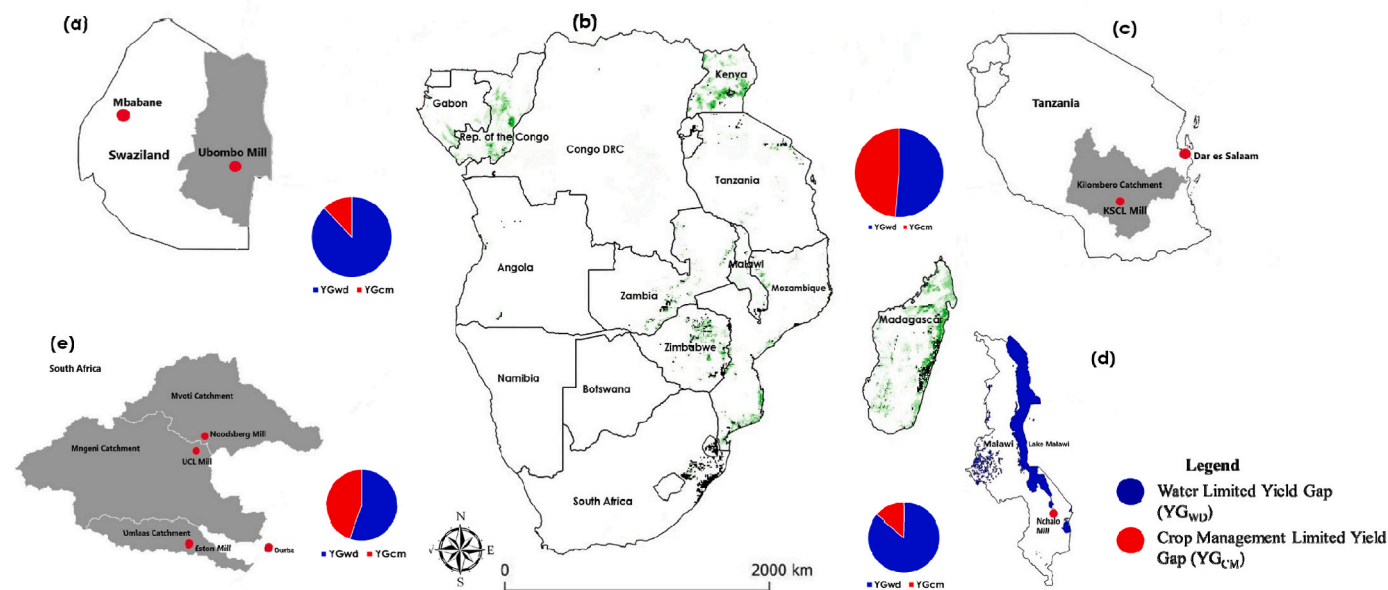 (a)
Mbabane
Swaziland
Ubombo Mill
YGwd YGcm
(b)
Gabon
Rep. of the Congo
Congo DRC
Kenya
Tanzania
Angola
Zambia
Malawi
Mozambique
Zimbabwe
Namibia
Botswana
South Africa
Madagascar
N
E
S
0
2000 km
(c)
Tanzania
Dar es Salaam
Kilombero Catchment
KSCL Mill
YGwd YGcm
(d)
Malawi
Lake Malawi
Nchalo
Mill
YGwd YGcm
(e)
South Africa
Mvoti Catchment
Noodsberg Mill
Mngeni Catchment
UCL Mill
Umlaas Catchment
Eston Mill
Durba
YGwd YGcm
Legend
Water Limited Yield Gap
(YGWD)
Crop Management Limited Yield
Gap (YGCM)